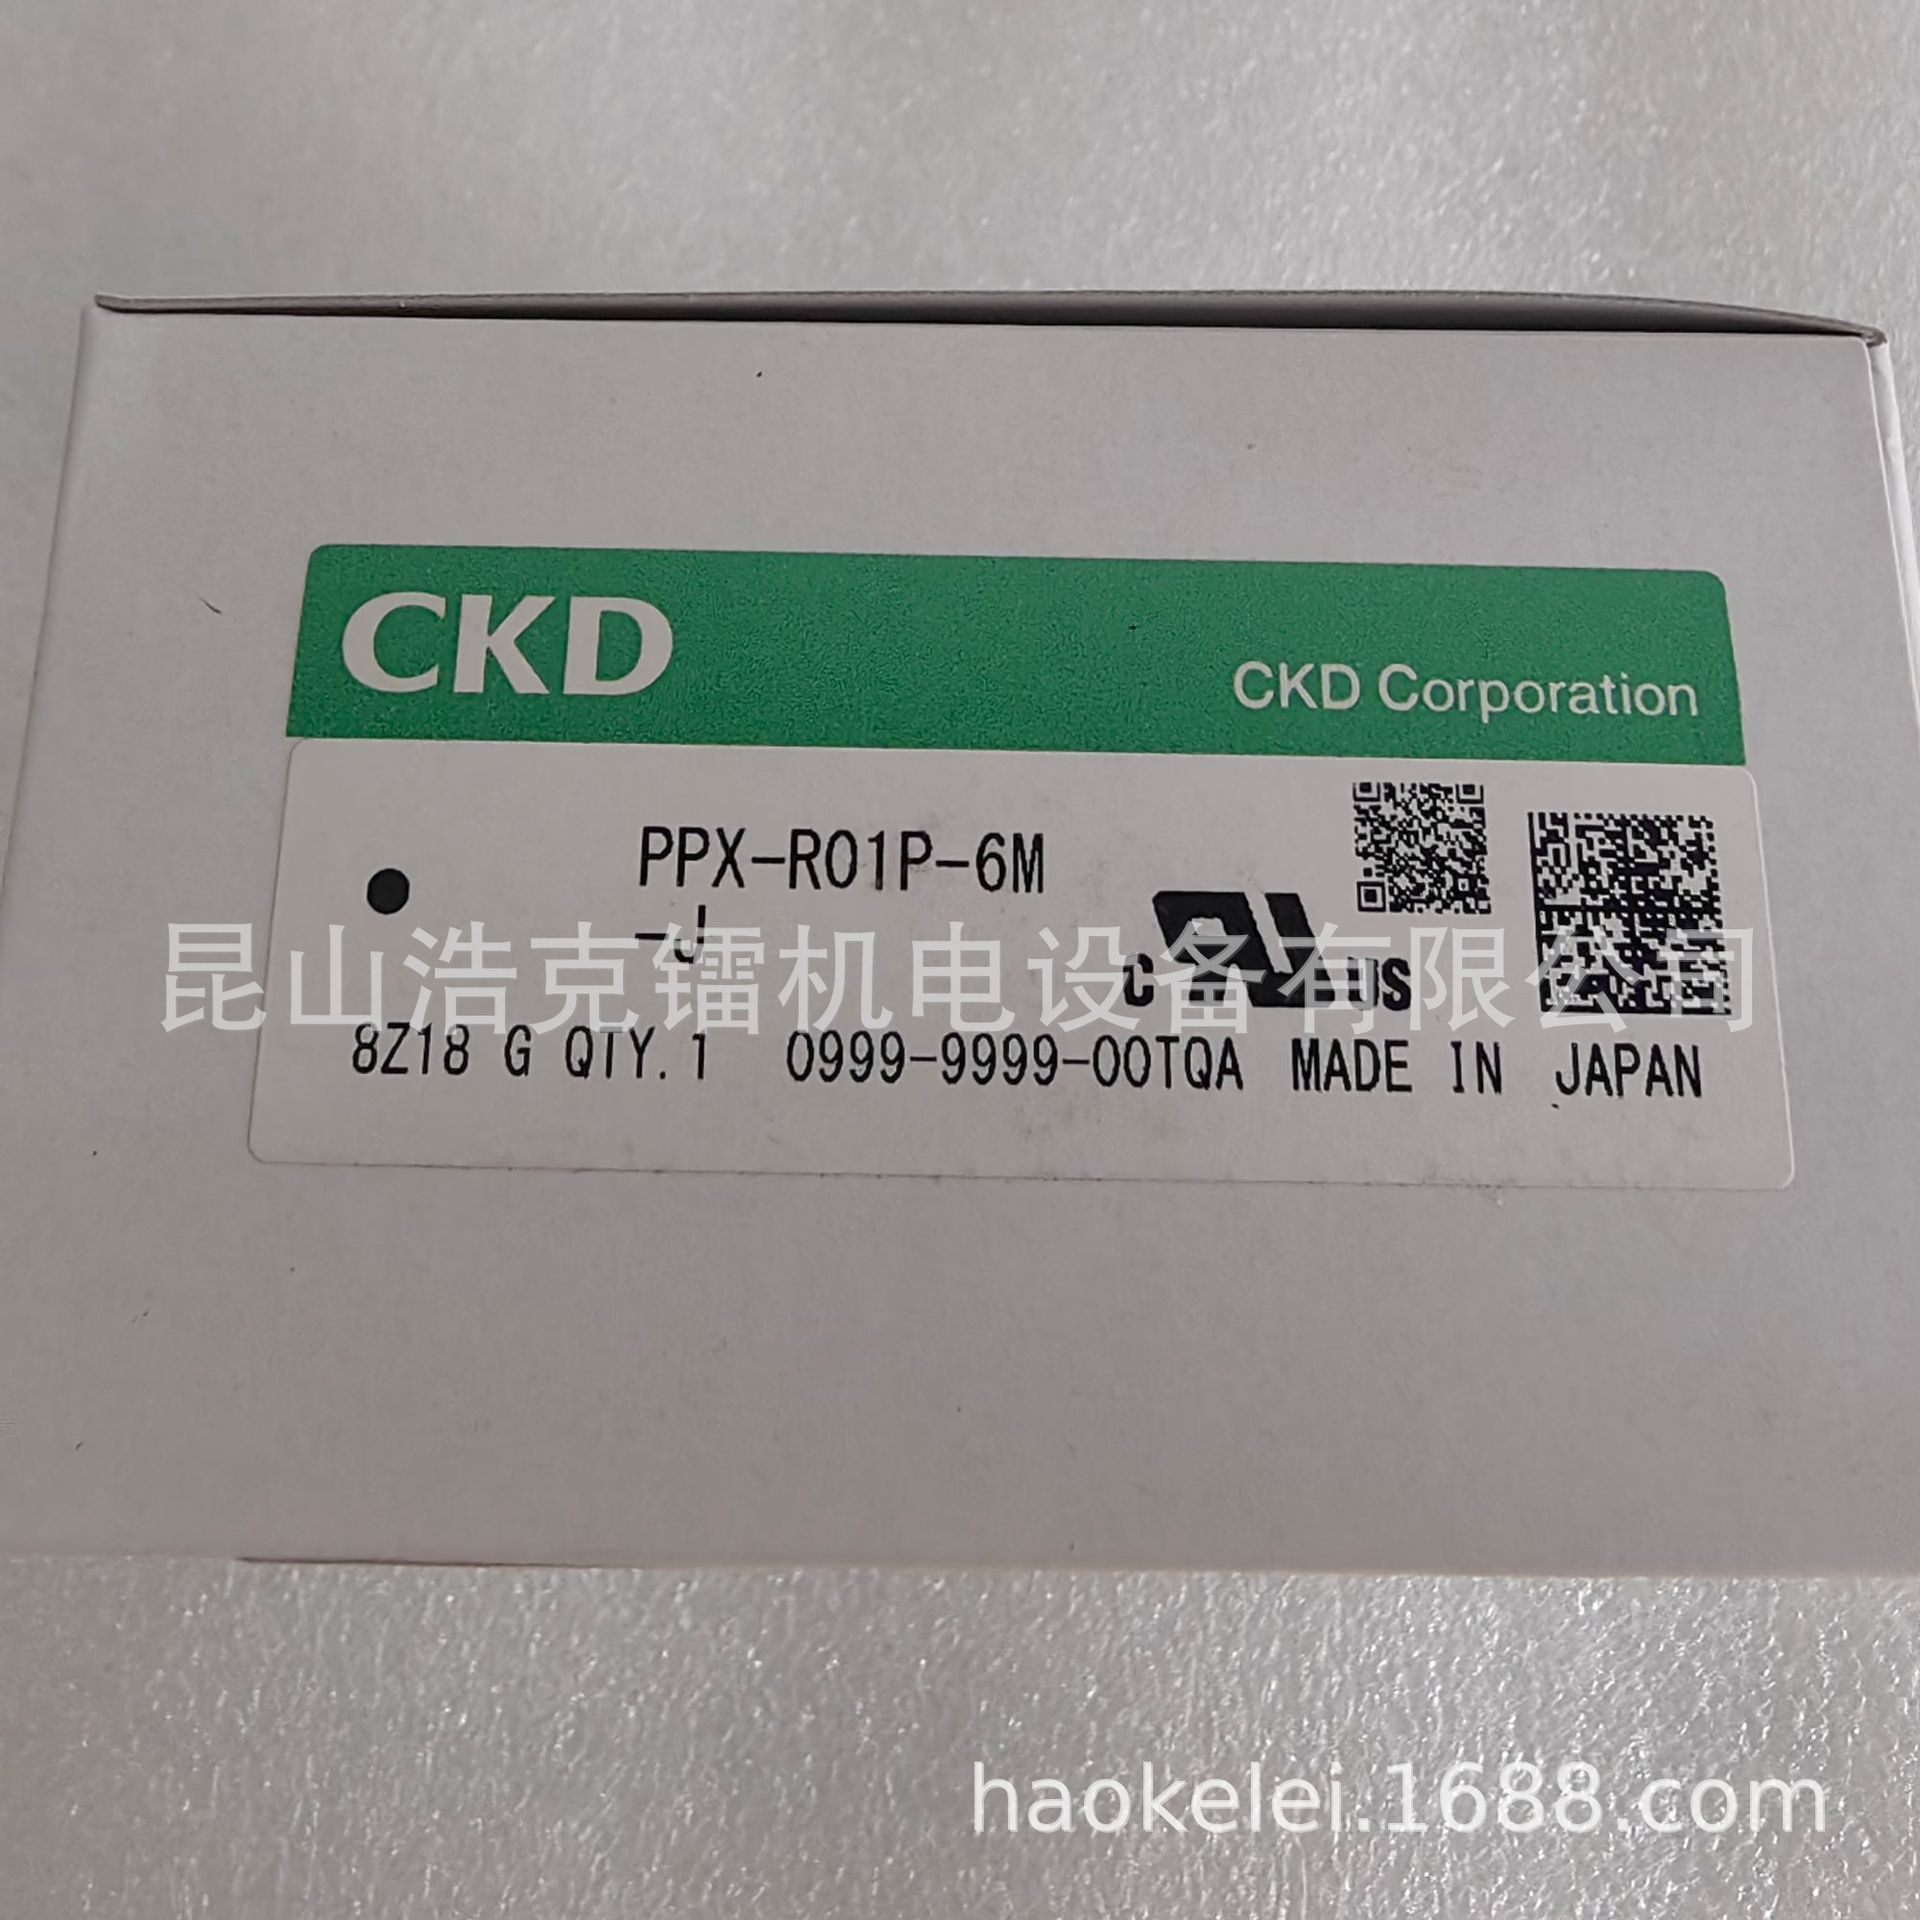 CKD
CKD Corporation
PPX-R01P-6M
-J
昆山浩克镭机电设备有限公司
C US
8Z18 G QTY.1 0999-9999-00TQA MADE IN JAPAN
haokelei.1688.com